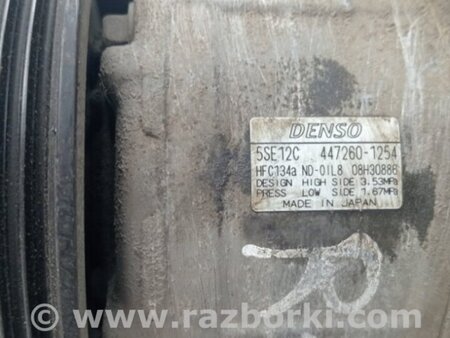 DENSO
5SE12C 447260-1254
HFC134a ND-OIL8 08H30886
DESIGN HIGH SIDE 3.53MPa
PRESS LOW SIDE 1.67MPa
MADE IN JAPAN
R
www.razborki.com